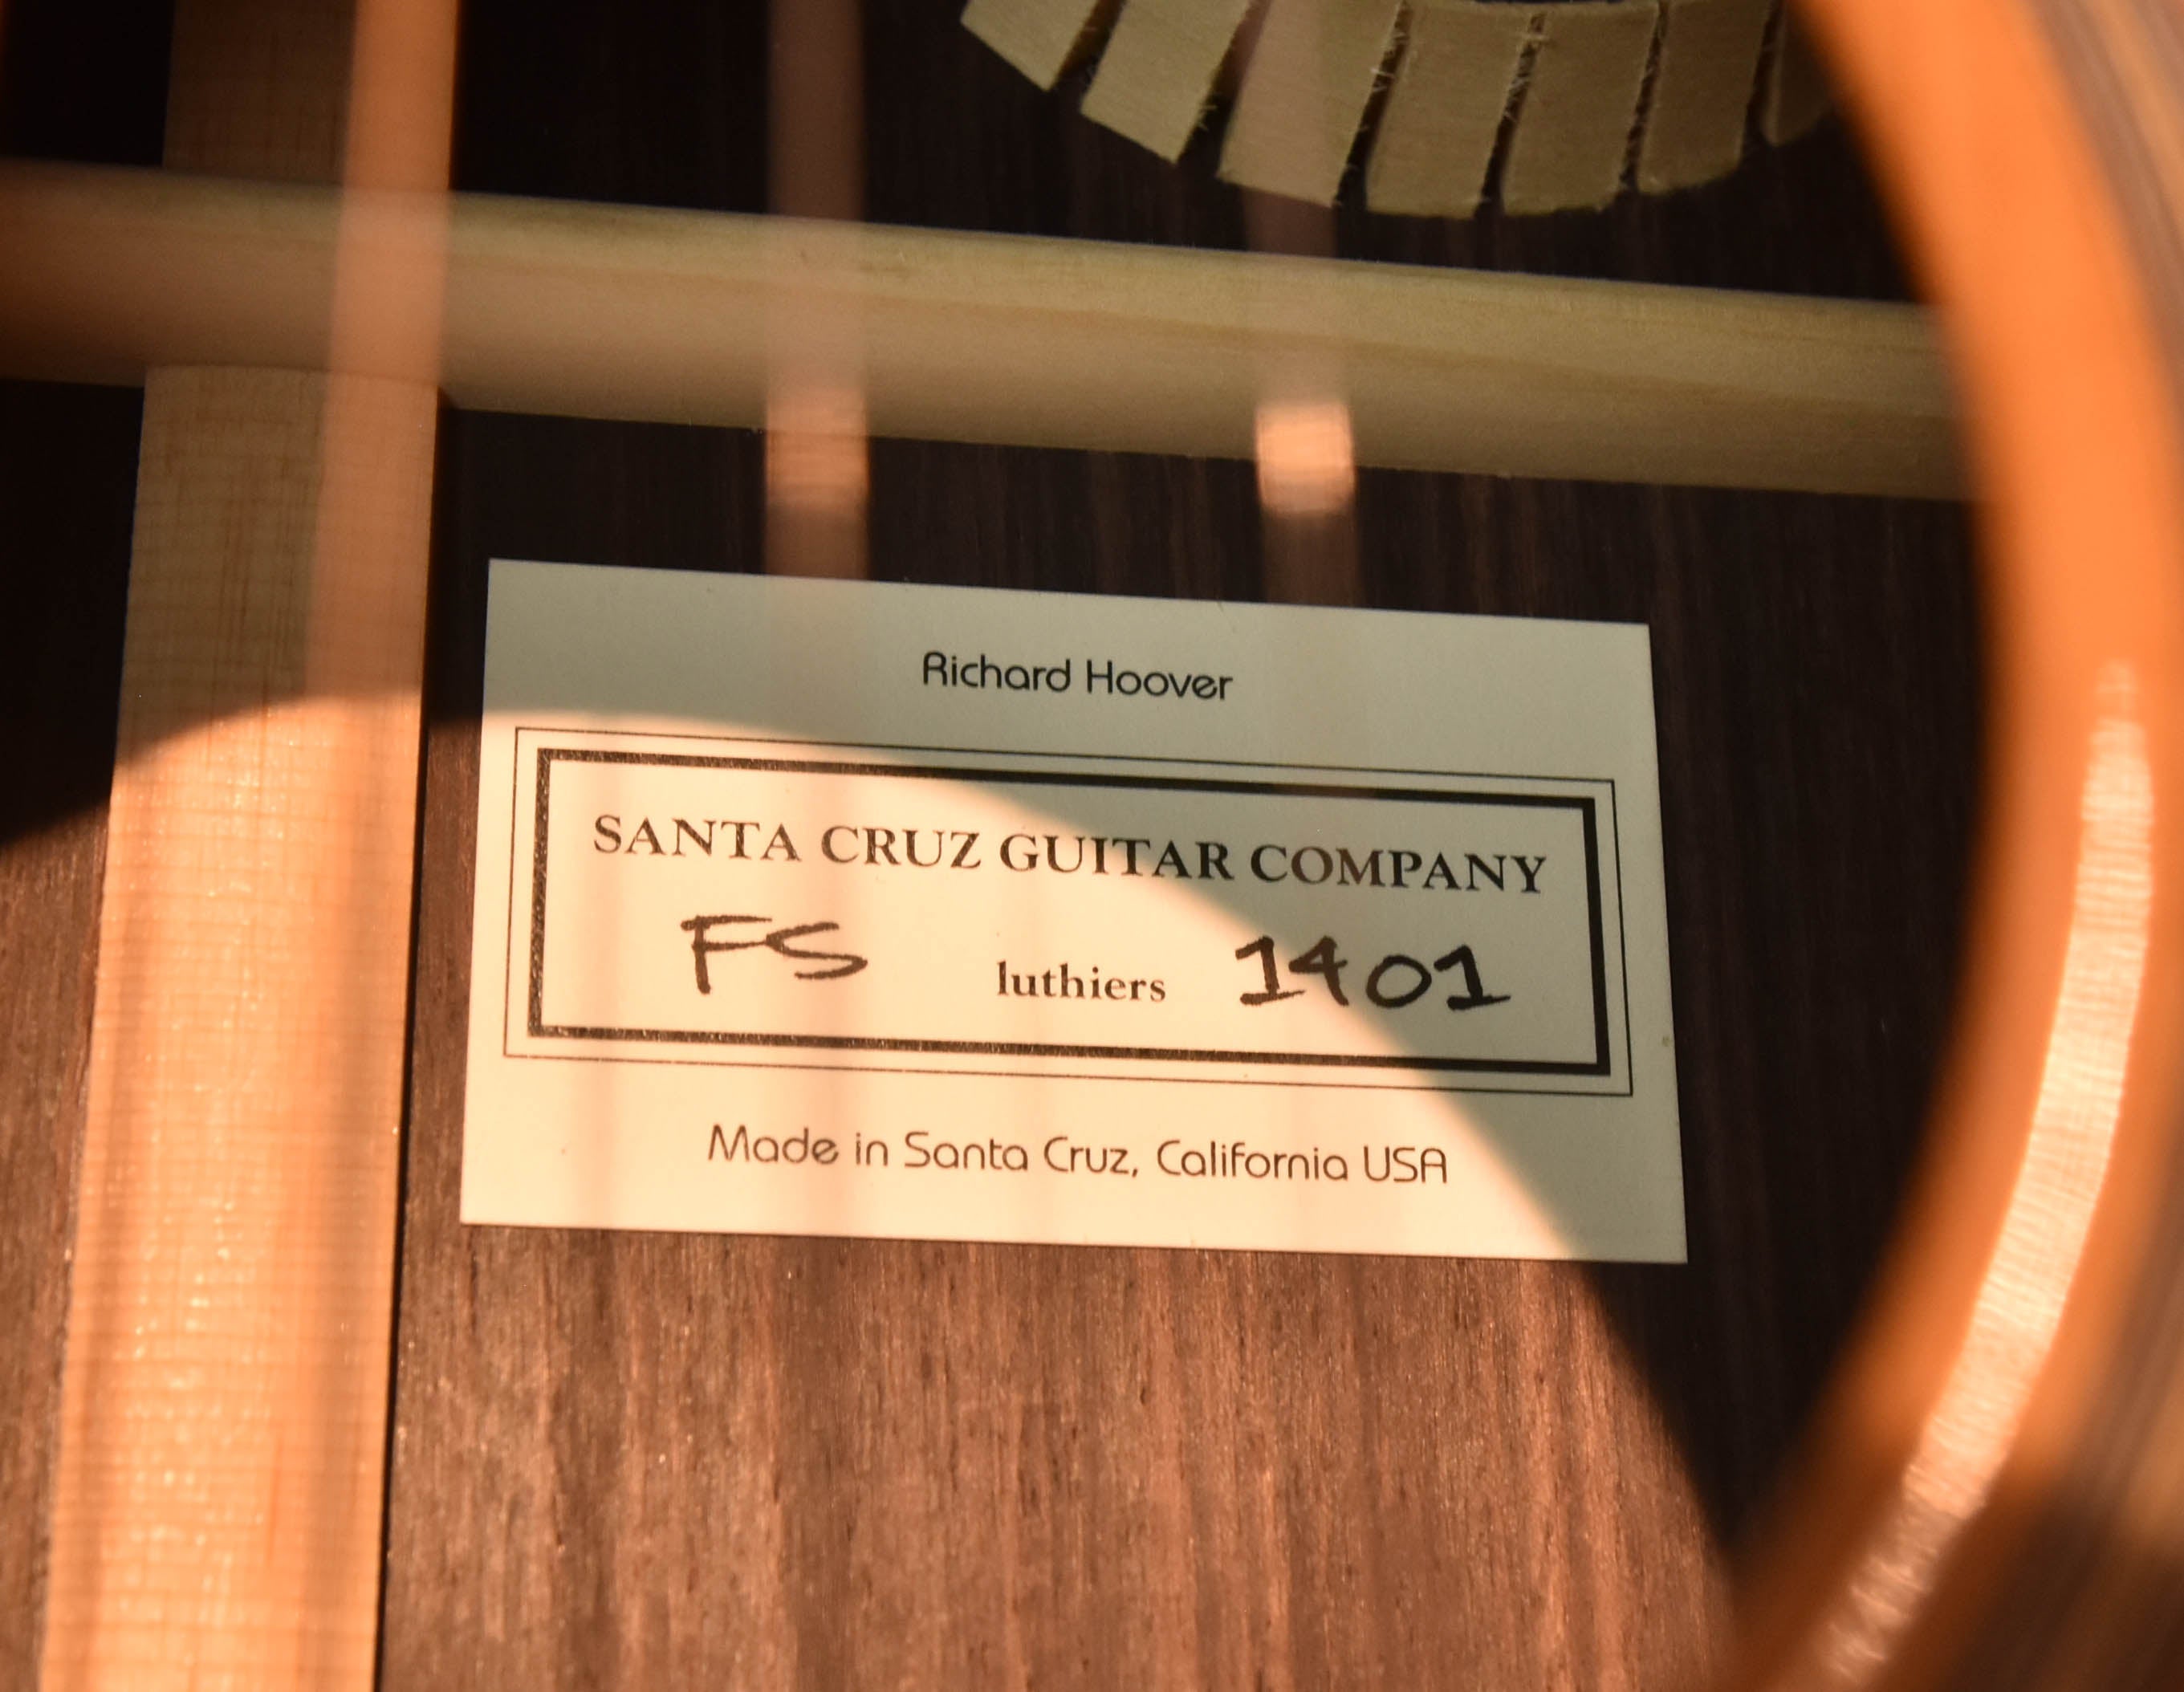 Richard Hoover
SANTA CRUZ GUITAR COMPANY
FS luthiers 1401
Made in Santa Cruz, California USA